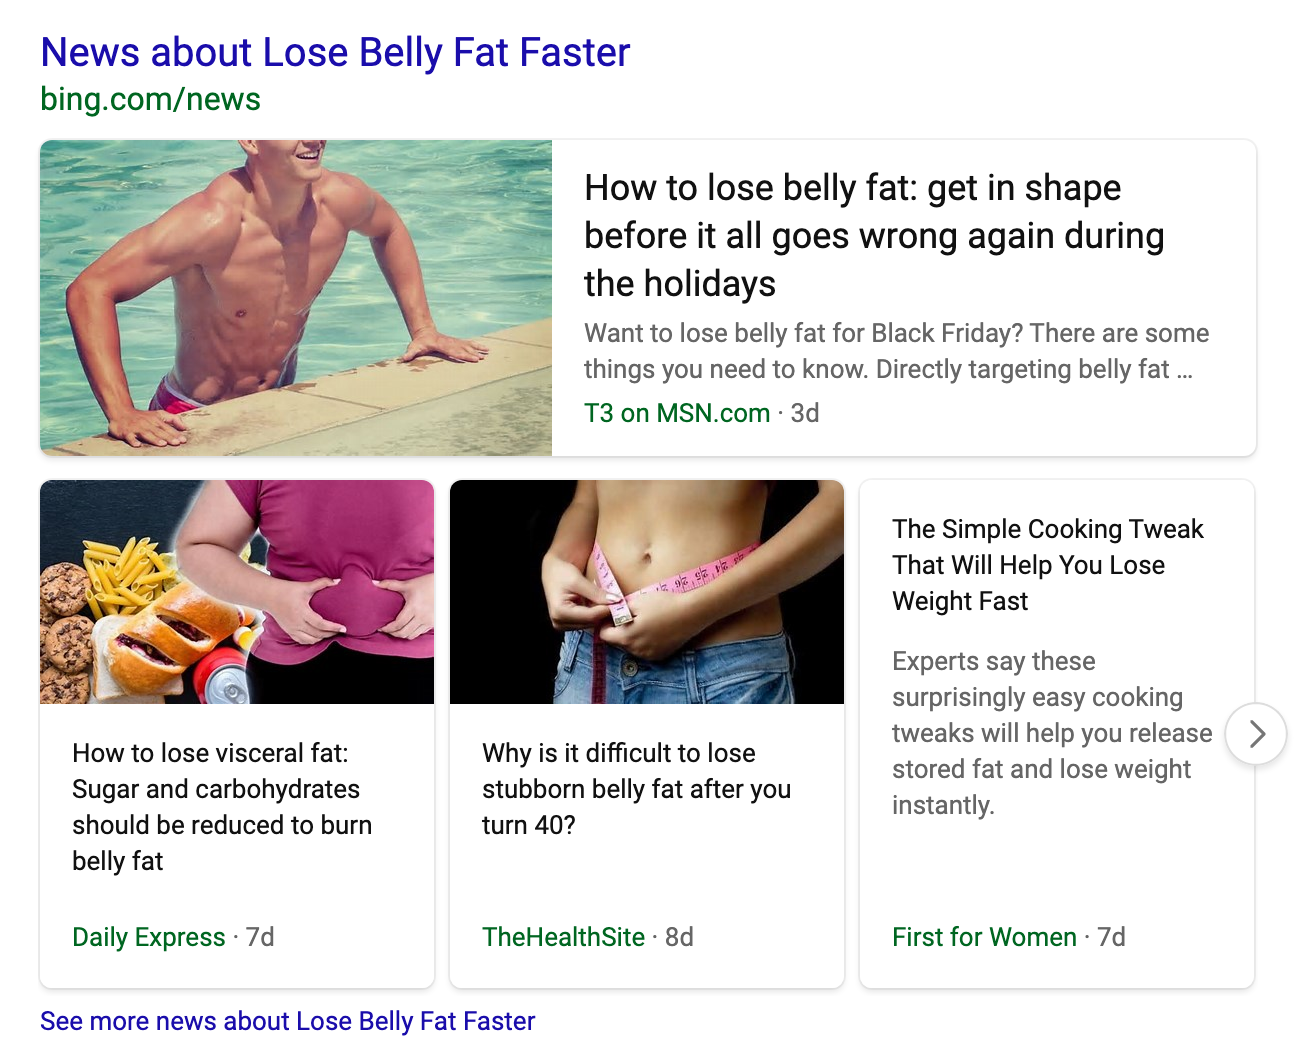 News about Lose Belly Fat Faster
bing.com/news
How to lose belly fat: get in shape
before it all goes wrong again during
the holidays
Want to lose belly fat for Black Friday? There are some
things you need to know. Directly targeting belly fat ...
T3 on MSN.com · 3d
How to lose visceral fat:
Sugar and carbohydrates
should be reduced to burn
belly fat
Daily Express · 7d
Why is it difficult to lose
stubborn belly fat after you
turn 40?
TheHealthSite · 8d
The Simple Cooking Tweak
That Will Help You Lose
Weight Fast
Experts say these
surprisingly easy cooking
tweaks will help you release
stored fat and lose weight
instantly.
First for Women · 7d
See more news about Lose Belly Fat Faster